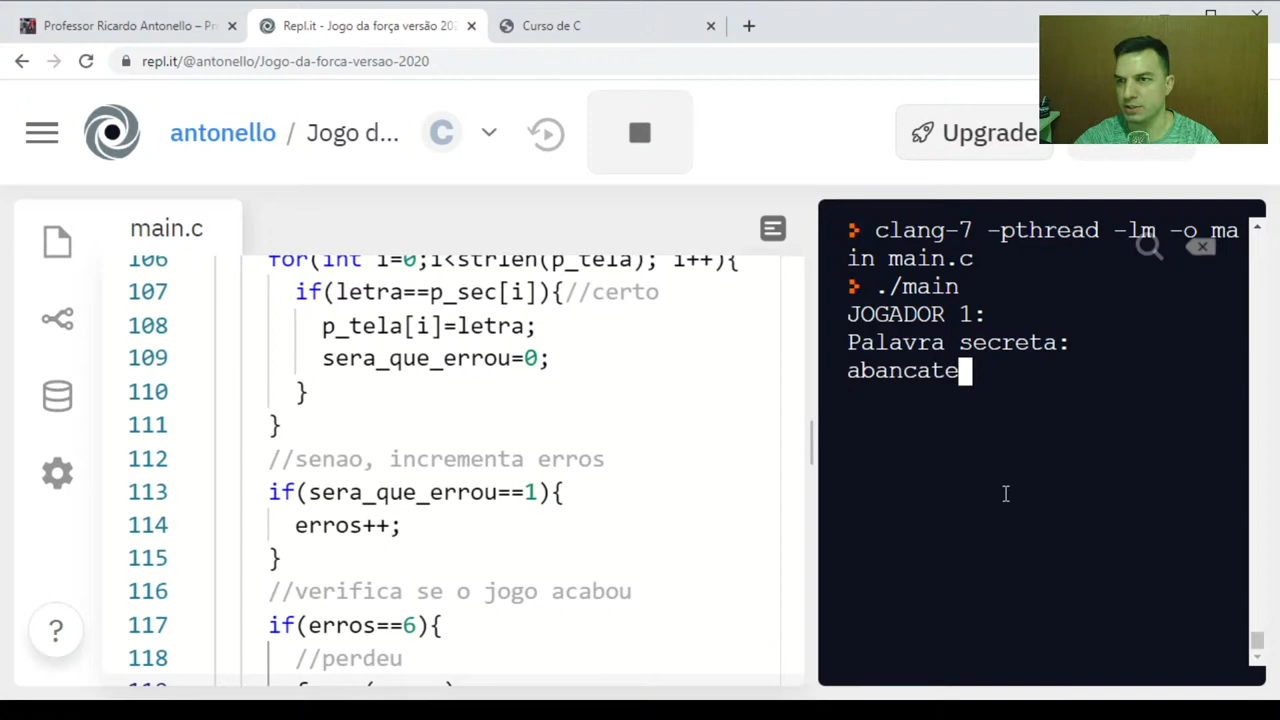 Professor Ricardo Antonello – Pr
Repl.it - Jogo da força versão 202
Curso de C
repl.it/@antonello/Jogo-da-forca-versao-2020
antonello / Jogo d...
C
Upgrade
main.c
106 for(int i=0;i<strlen(p_tela); i++){
107 if(letra==p_sec[i]){//certo
108 p_tela[i]=letra;
109 sera_que_errou=0;
110 }
111 }
112 //senao, incrementa erros
113 if(sera_que_errou==1){
114 erros++;
115 }
116 //verifica se o jogo acabou
117 if(erros==6){
118 //perdeu
?
clang-7 -pthread -lm -o ma
in main.c
./main
JOGADOR 1:
Palavra secreta:
abancate